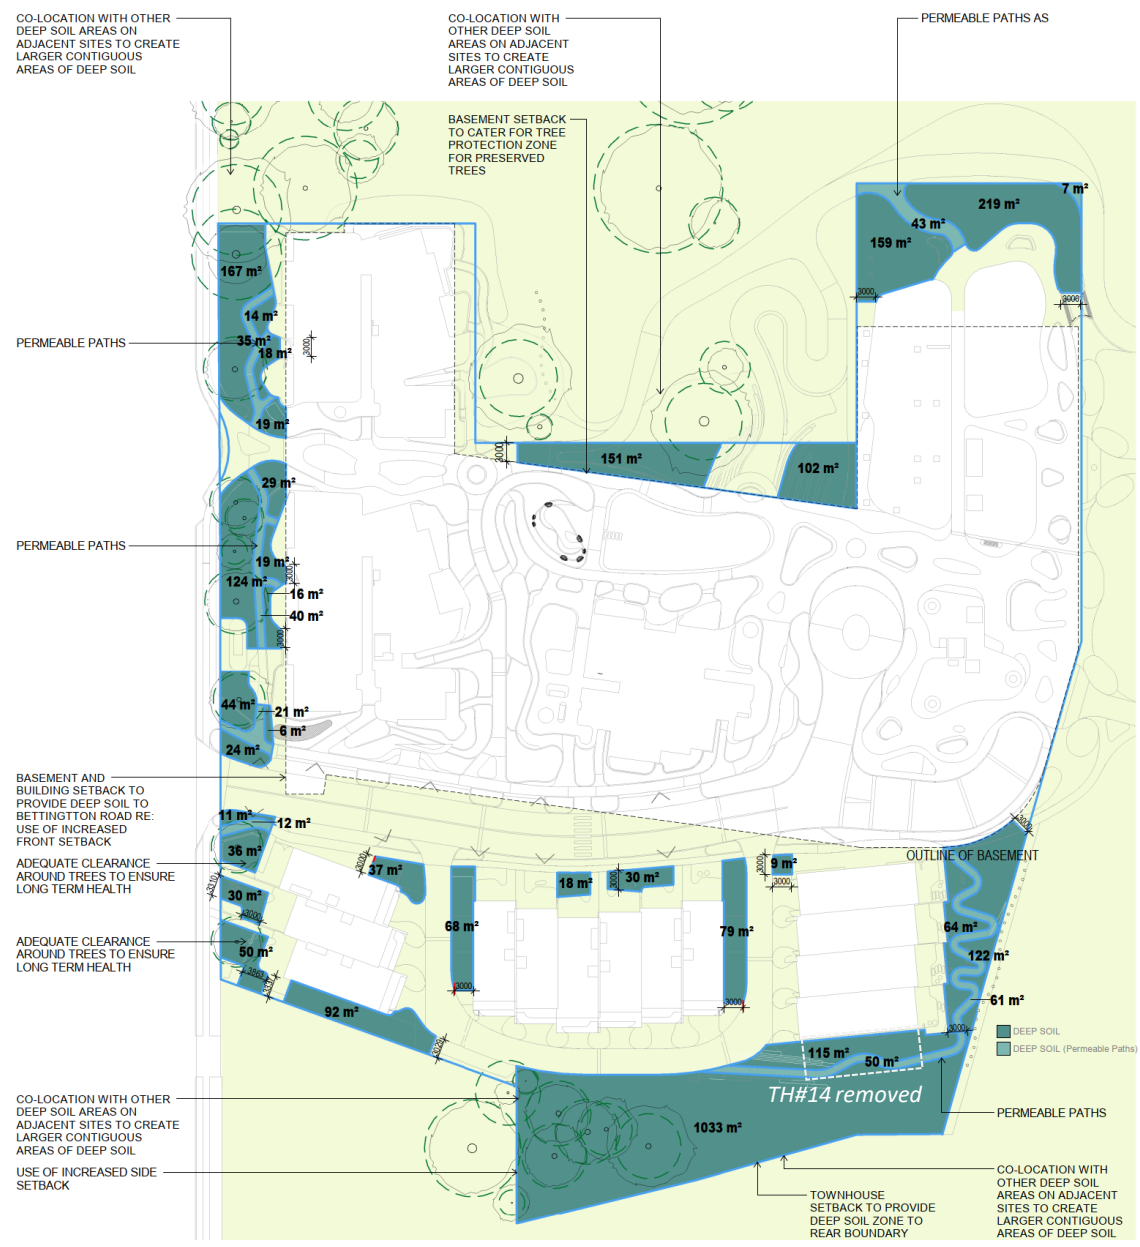 CO-LOCATION WITH OTHER
DEEP SOIL AREAS ON
ADJACENT SITES TO CREATE
LARGER CONTIGUOUS
AREAS OF DEEP SOIL
CO-LOCATION WITH
OTHER DEEP SOIL
AREAS ON ADJACENT
SITES TO CREATE
LARGER CONTIGUOUS
AREAS OF DEEP SOIL
PERMEABLE PATHS AS
BASEMENT SETBACK
TO CATER FOR TREE
PROTECTION ZONE
FOR PRESERVED
TREES
7 m²
219 m²
43 m²
159 m²
3000
3000
167 m²
14 m²
35 m²
18 m²
3000
PERMEABLE PATHS
19 m²
3000
151 m²
102 m²
29 m²
PERMEABLE PATHS
19 m²
3000
124 m²
16 m²
40 m²
3000
44 m²
21 m²
6 m²
24 m²
BASEMENT AND
BUILDING SETBACK TO
PROVIDE DEEP SOIL TO
BETTINGTTON ROAD RE:
USE OF INCREASED
FRONT SETBACK
11 m²
12 m²
36 m²
3000
OUTLINE OF BASEMENT
ADEQUATE CLEARANCE
AROUND TREES TO ENSURE
LONG TERM HEALTH
3310
30 m²
3000
3000
37 m²
18 m²
3000
30 m²
3000
9 m²
3000
68 m²
79 m²
64 m²
122 m²
ADEQUATE CLEARANCE
AROUND TREES TO ENSURE
LONG TERM HEALTH
50 m²
3863
3000
3000
61 m²
92 m²
3029
3000
DEEP SOIL
DEEP SOIL (Permeable Paths)
115 m²
50 m²
TH#14 removed
CO-LOCATION WITH OTHER
DEEP SOIL AREAS ON
ADJACENT SITES TO CREATE
LARGER CONTIGUOUS
AREAS OF DEEP SOIL
1033 m²
PERMEABLE PATHS
USE OF INCREASED SIDE
SETBACK
TOWNHOUSE
SETBACK TO PROVIDE
DEEP SOIL ZONE TO
REAR BOUNDARY
CO-LOCATION WITH
OTHER DEEP SOIL
AREAS ON ADJACENT
SITES TO CREATE
LARGER CONTIGUOUS
AREAS OF DEEP SOIL